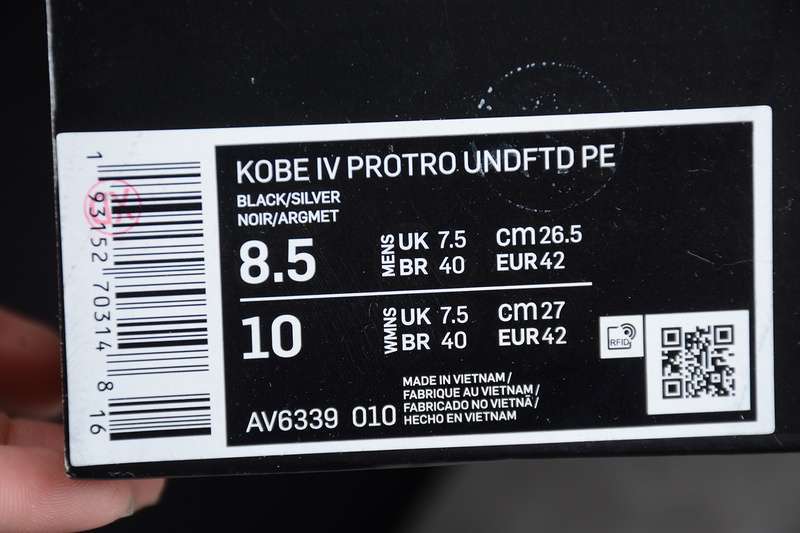 KOBE IV PROTRO UNDFTD PE
BLACK/SILVER
NOIR/ARGMET
8.5
MENS
UK 7.5
cm 26.5
BR 40
EUR 42
10
WMNS
UK 7.5
cm 27
BR 40
EUR 42
RFID
AV6339 010
MADE IN VIETNAM /
FABRIQUE AU VIETNAM /
FABRICADO NO VIETNÃ /
HECHO EN VIETNAM
1 93152 70314 8 16